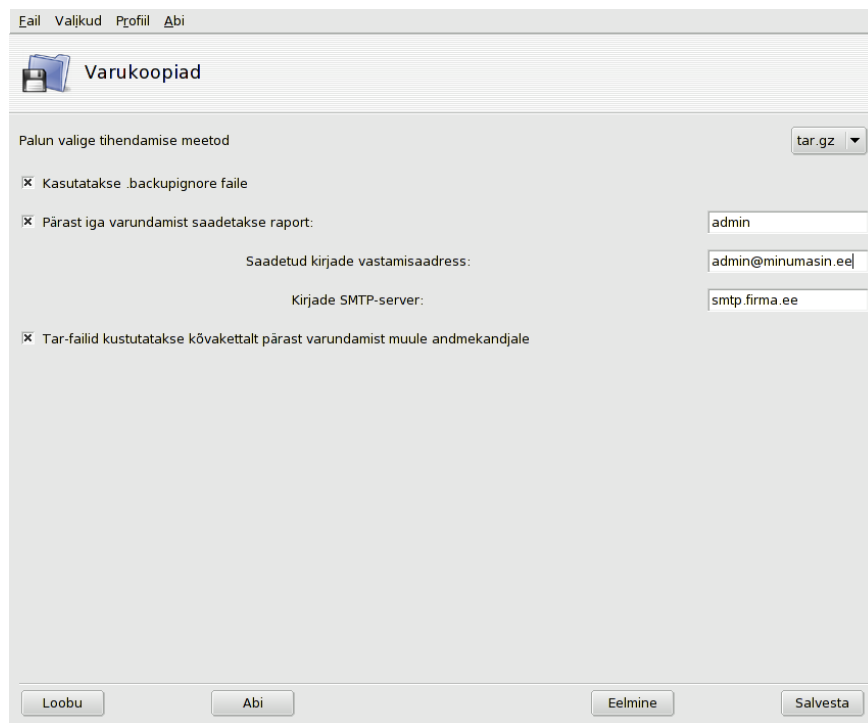 Fail Valikud Profiil Abi
Varukoopiad
Palun valige tihendamise meetod tar.gz
Kasutatakse .backupignore faile
Pärast iga varundamist saadetakse raport: admin
Saadetud kirjade vastamisaadress: admin@minumasin.ee
Kirjade SMTP-server: smtp.firma.ee
Tar-failid kustutatakse kõvakettalt pärast varundamist muule andmekandjale
Loobu Abi Eelmine Salvesta